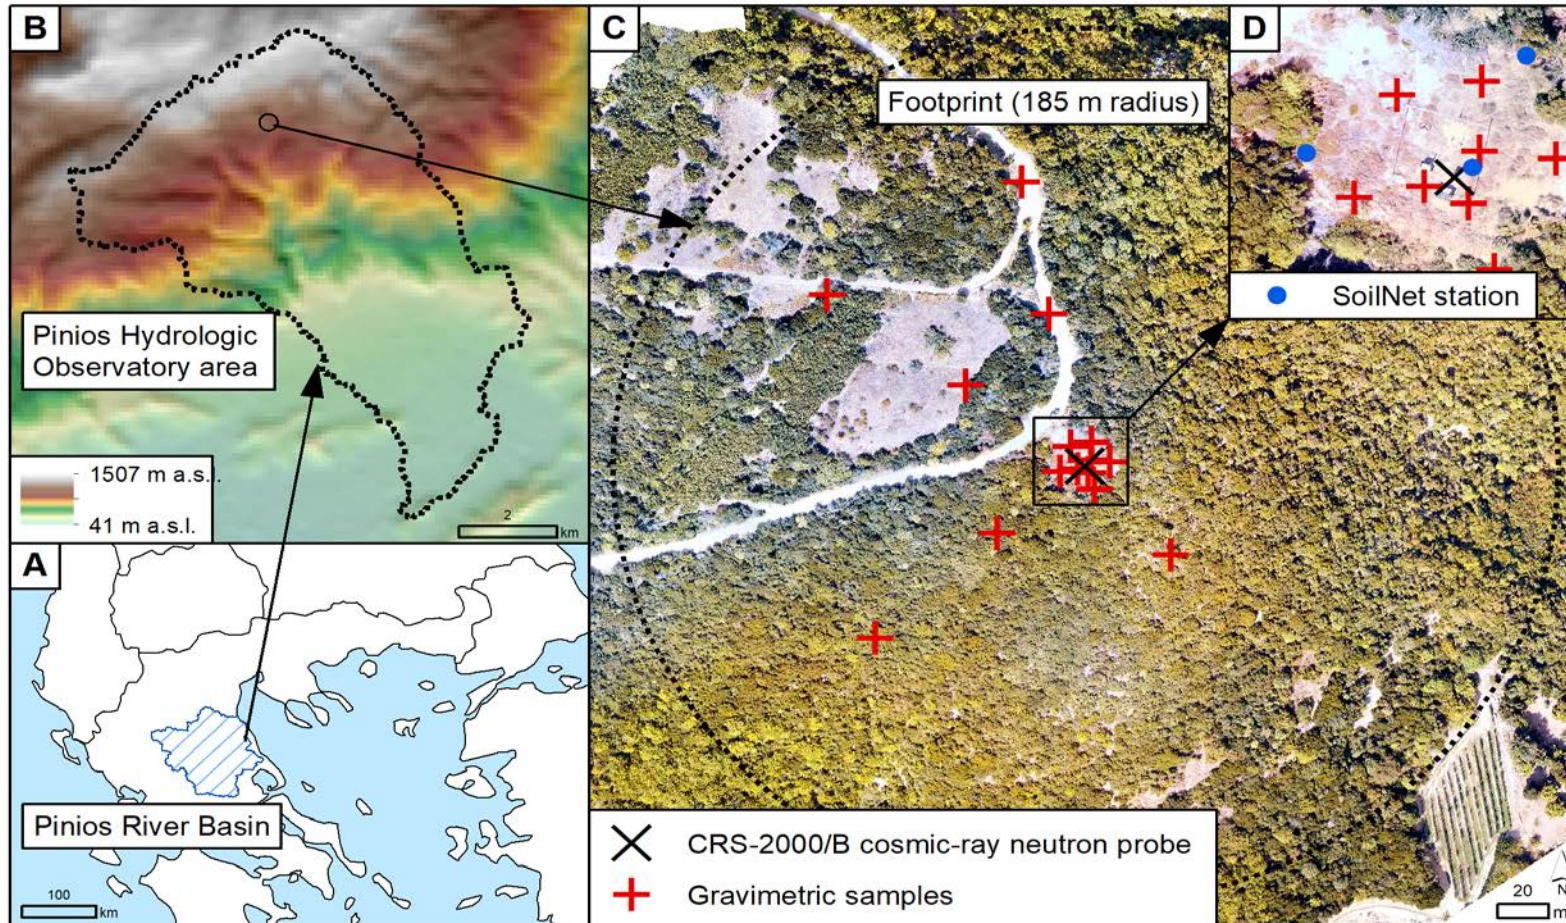 B
Pinios Hydrologic
Observatory area
1507 m a.s.l.
41 m a.s.l.
2
km
A
Pinios River Basin
100
km
C
Footprint (185 m radius)
CRS-2000/B cosmic-ray neutron probe
Gravimetric samples
D
SoilNet station
N
20
m